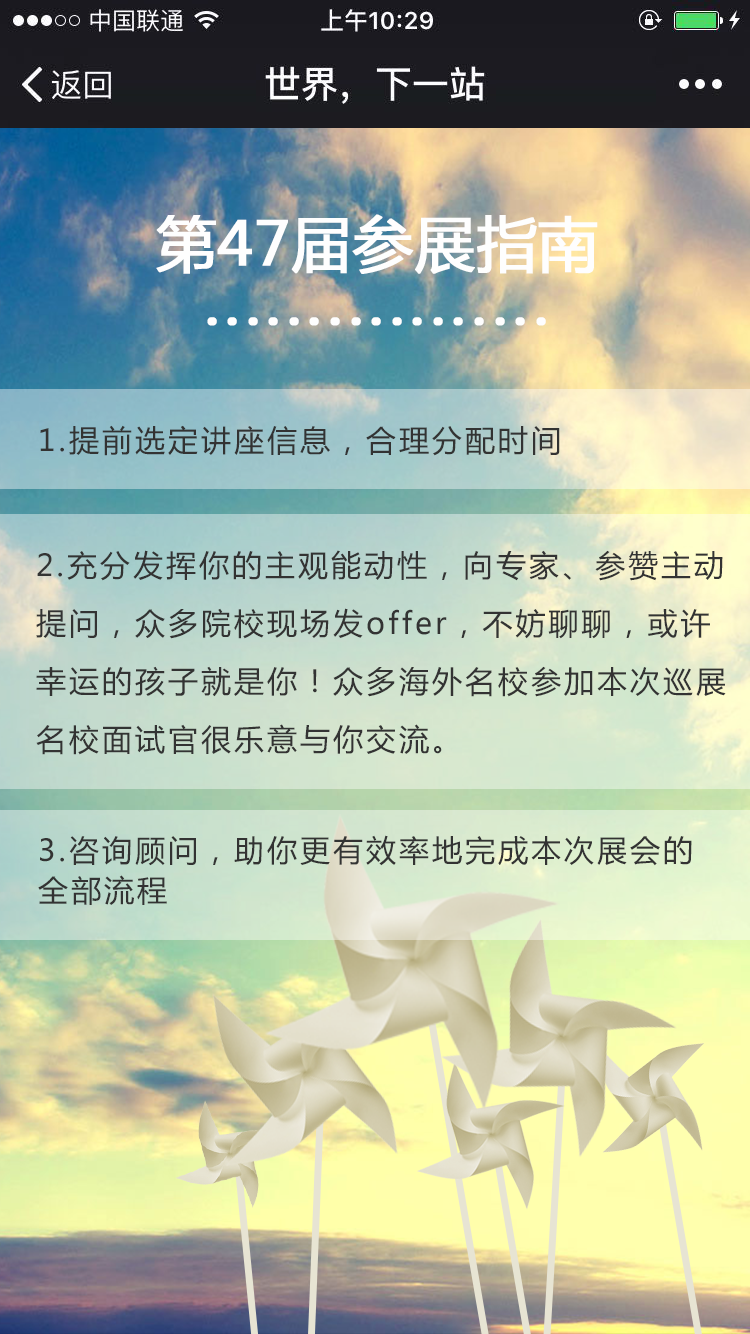 中国联通 上午10:29
返回 世界，下一站
第47届参展指南
1.提前选定讲座信息，合理分配时间
2.充分发挥你的主观能动性，向专家、参赞主动
提问，众多院校现场发offer，不妨聊聊，或许
幸运的孩子就是你！众多海外名校参加本次巡展
名校面试官很乐意与你交流。
3.咨询顾问，助你更有效率地完成本次展会的
全部流程